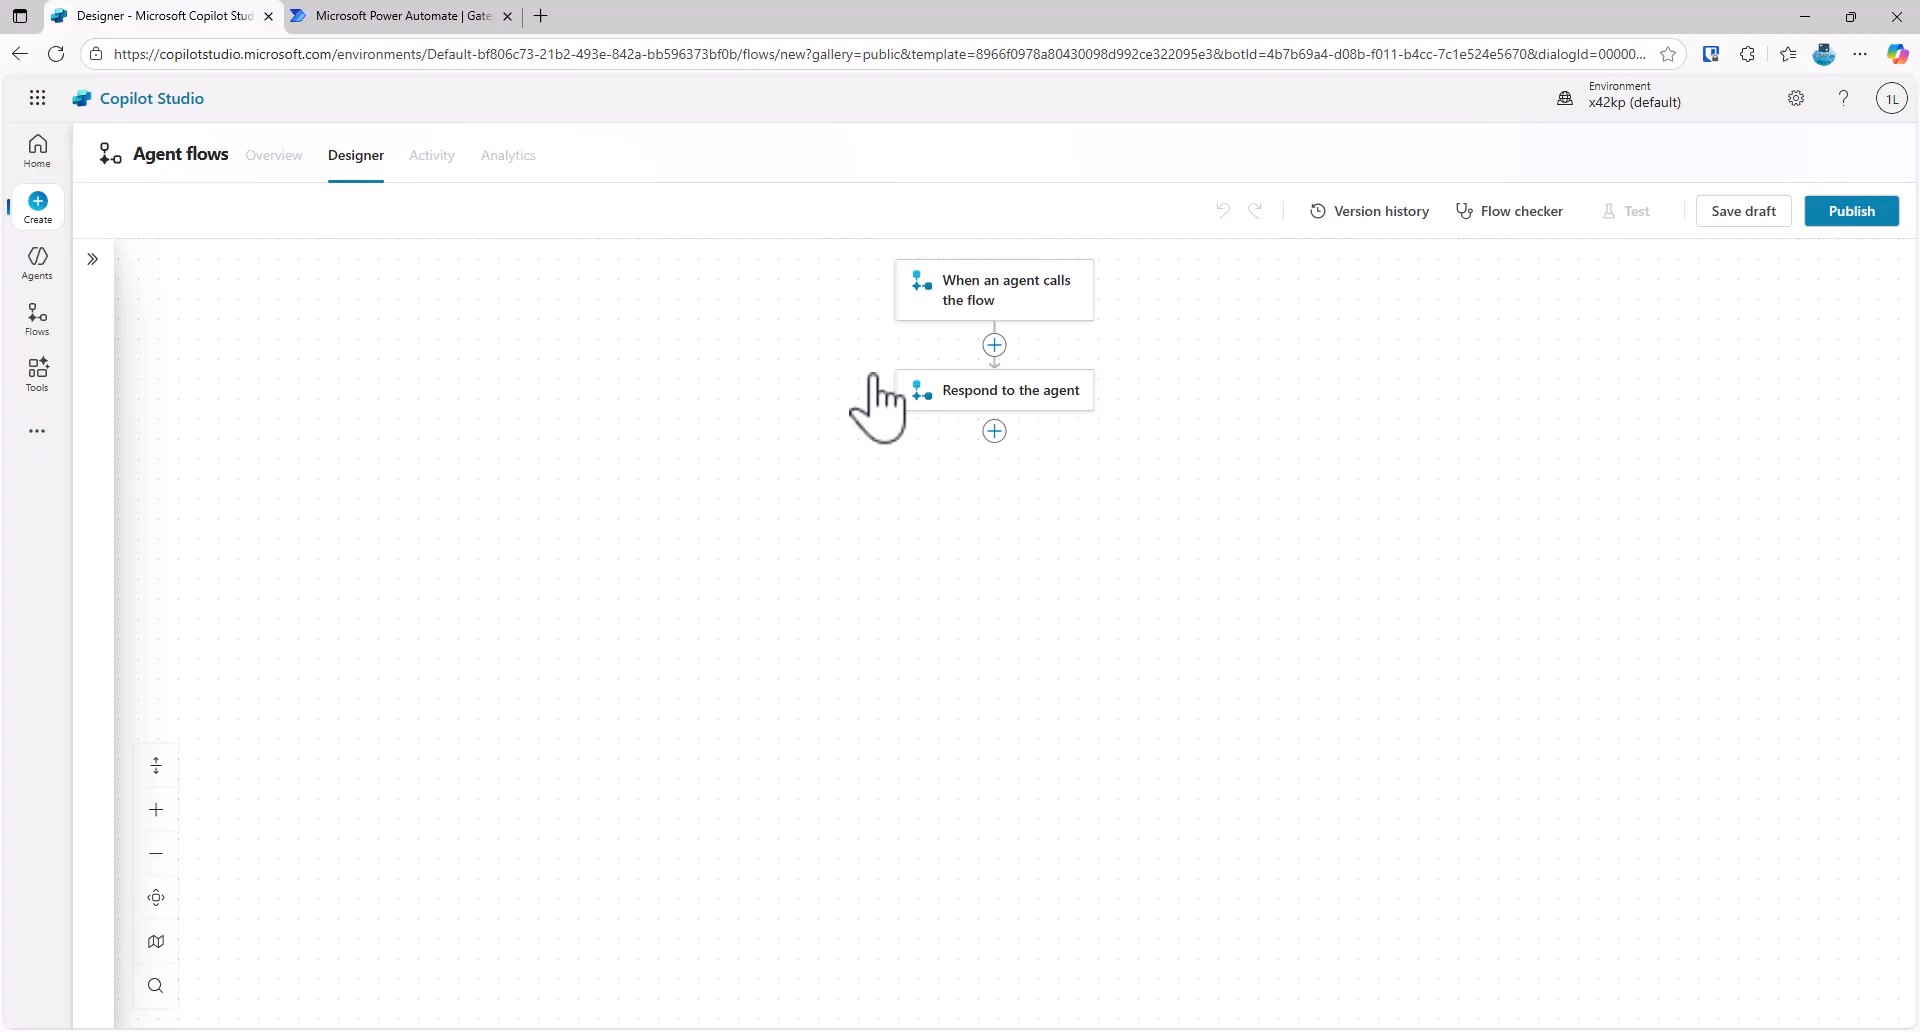 Designer - Microsoft Copilot Stud
Microsoft Power Automate | Gate
https://copilotstudio.microsoft.com/environments/Default-bf806c73-21b2-493e-842a-bb596373bf0b/flows/new?gallery=public&template=8966f0978a80430098d992ce322095e3&botId=4b7b69a4-d08b-f011-b4cc-7c1e524e5670&dialogId=00000...
Copilot Studio
Environment
x42kp (default)
?
1L
Home
Create
Agents
Flows
Tools
Agent flows
Overview
Designer
Activity
Analytics
Version history
Flow checker
Test
Save draft
Publish
When an agent calls
the flow
Respond to the agent